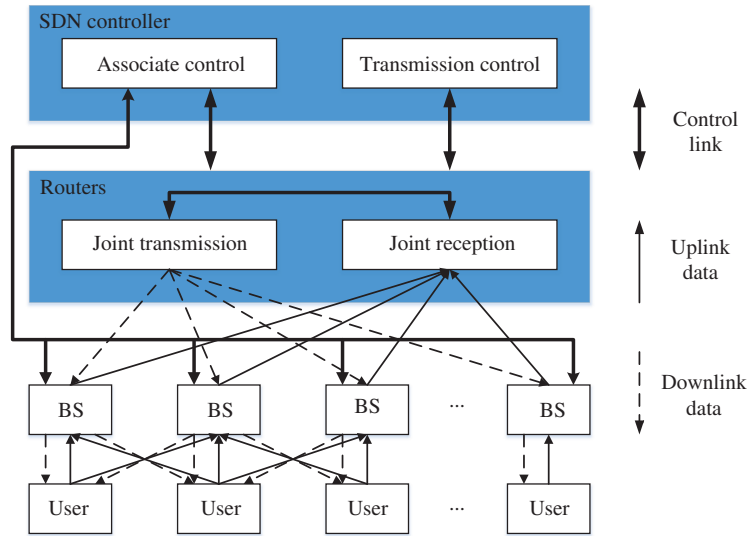 SDN controller
Associate control
Transmission control
Control
link
Routers
Joint transmission
Joint reception
Uplink
data
Downlink
data
BS
BS
BS
...
BS
User
User
User
...
User